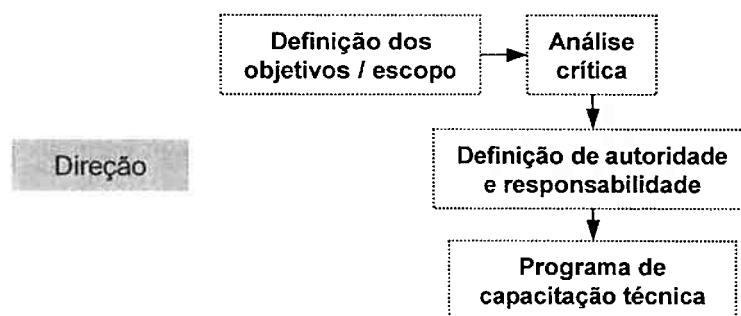 Definição dos
objetivos / escopo
Análise
crítica
Direção
Definição de autoridade
e responsabilidade
Programa de
capacitação técnica